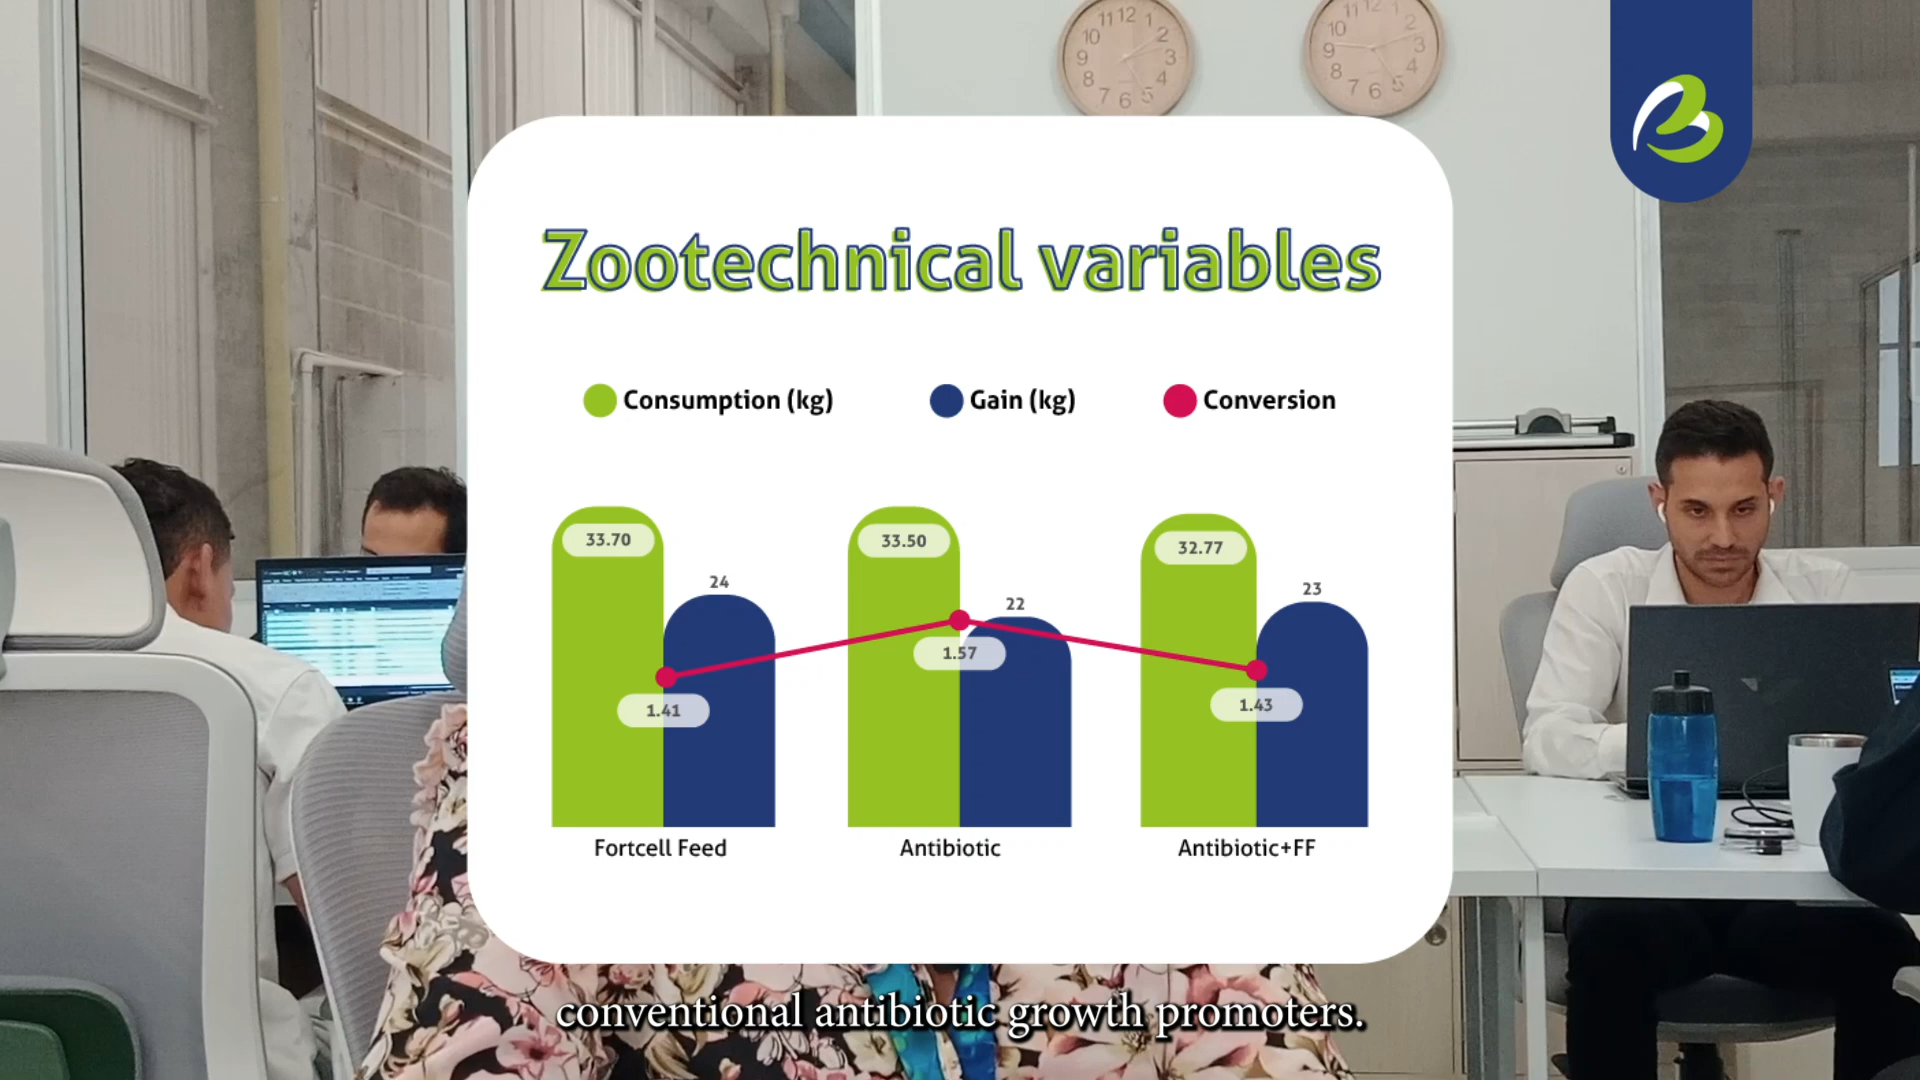 Zootechnical variables
Consumption (kg) Gain (kg) Conversion
33.70 33.50 32.77
24 22 23
1.41 1.57 1.43
Fortcell Feed Antibiotic Antibiotic+FF
conventional antibiotic growth promoters.